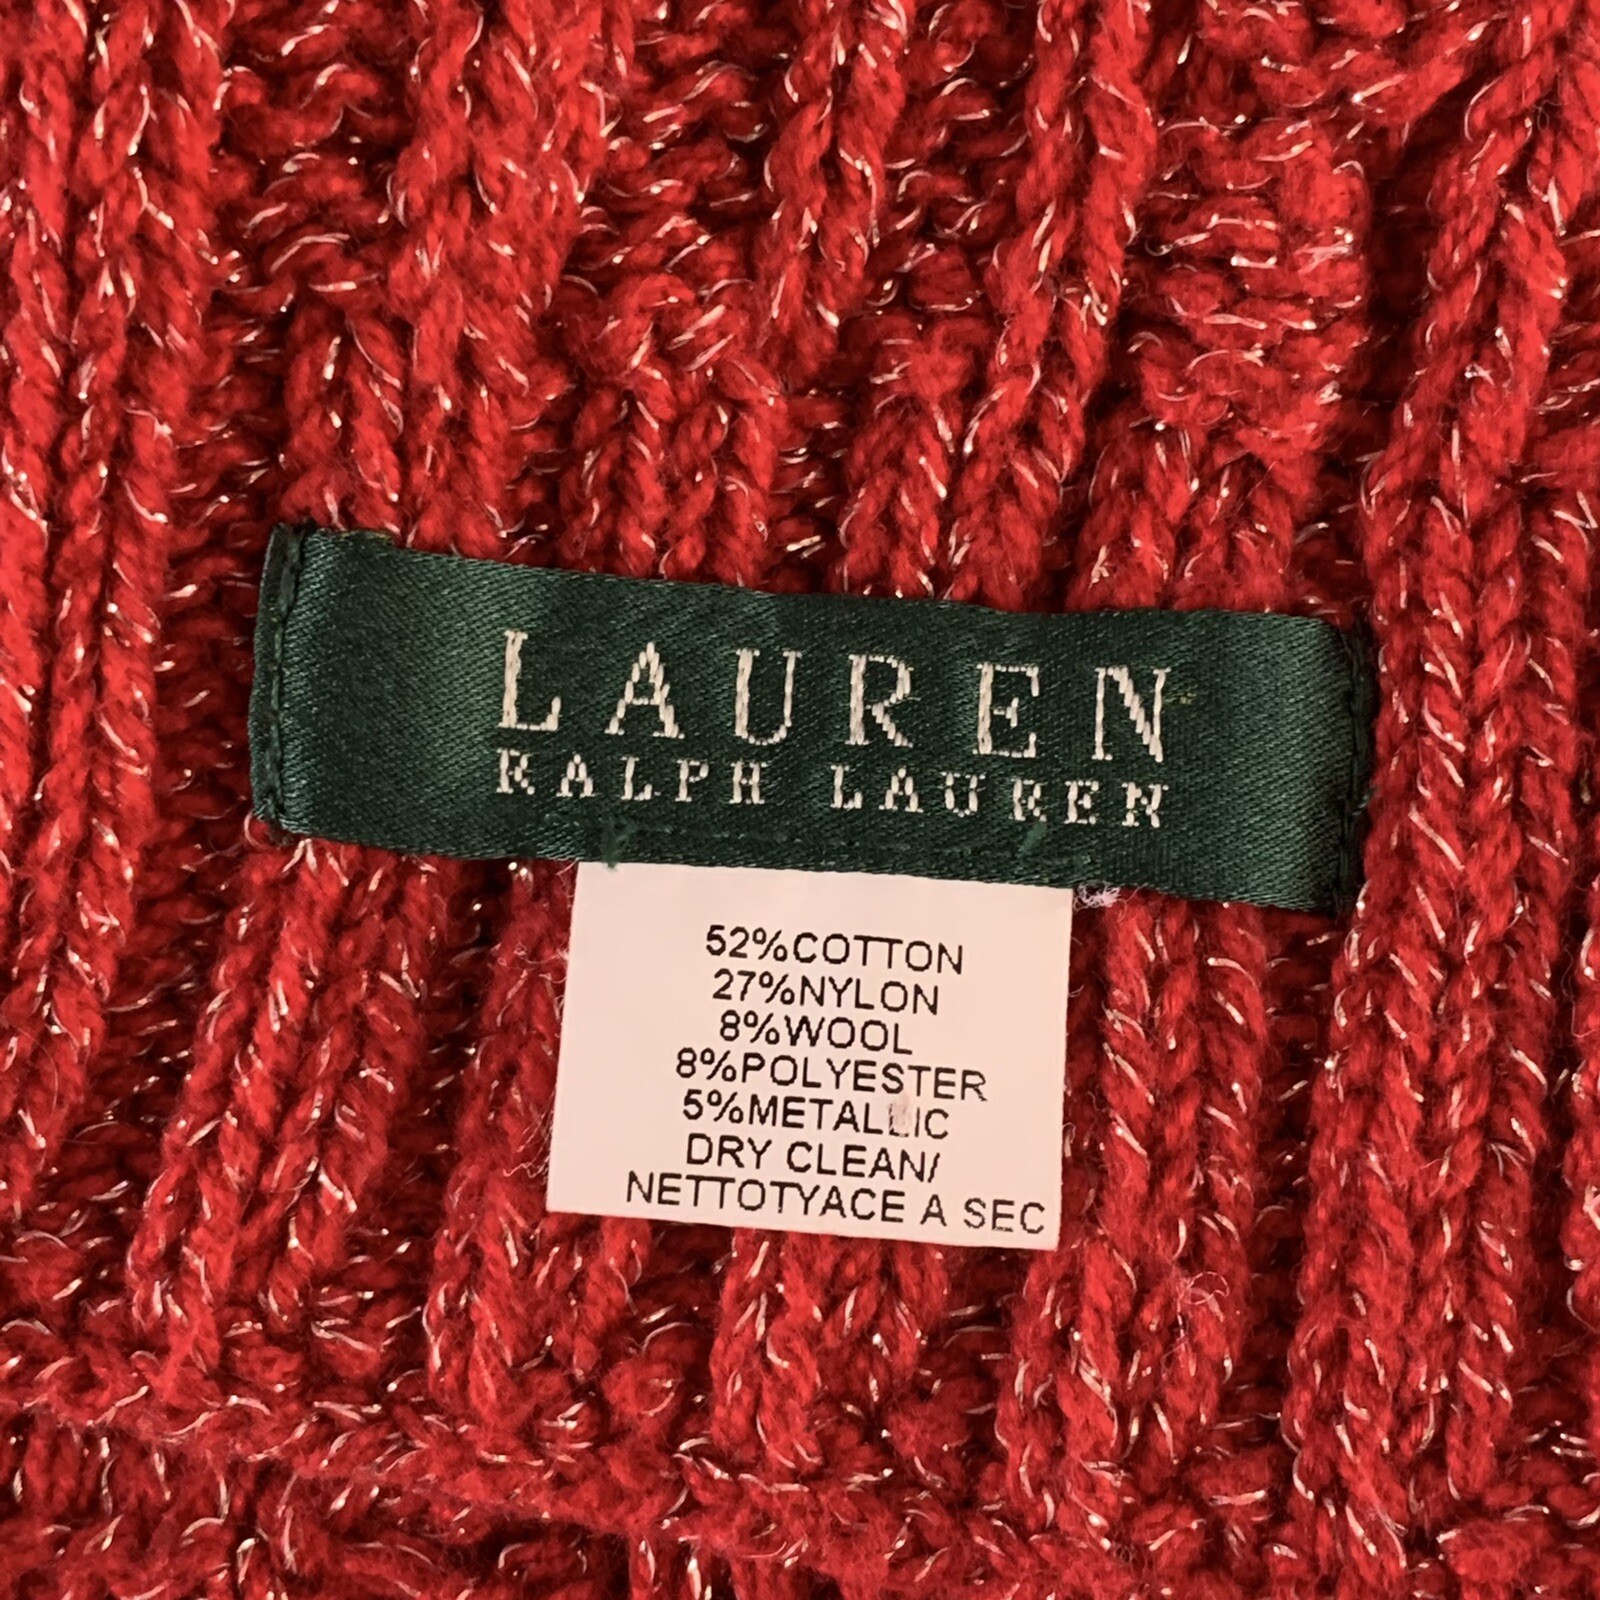 LAUREN
RALPH LAUREN
52%COTTON
27%NYLON
8%WOOL
8%POLYESTER
5%METALLIC
DRY CLEAN/
NETTOTYACE A SEC